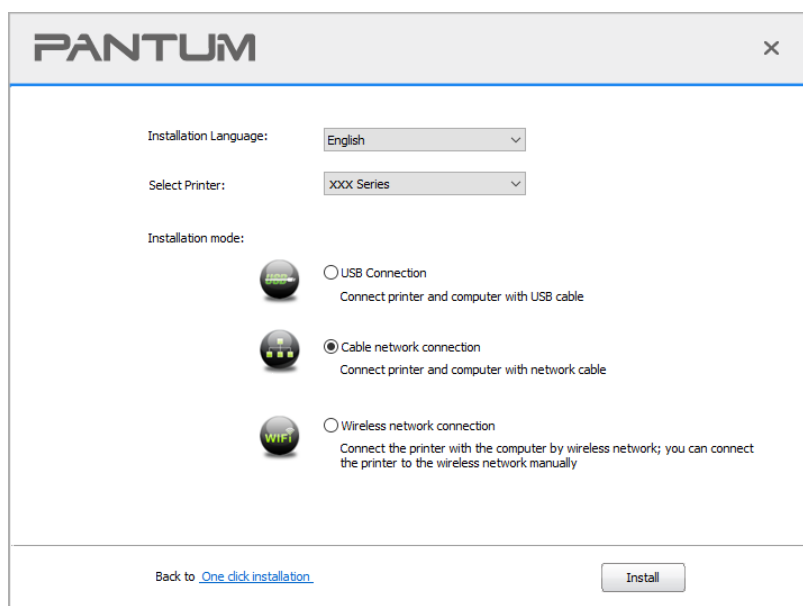 PANTUM
Installation Language:
English
Select Printer:
XXX Series
Installation mode:
USB
USB Connection
Connect printer and computer with USB cable
Cable network connection
Connect printer and computer with network cable
WiFi
Wireless network connection
Connect the printer with the computer by wireless network; you can connect
the printer to the wireless network manually
Back to One click installation
Install